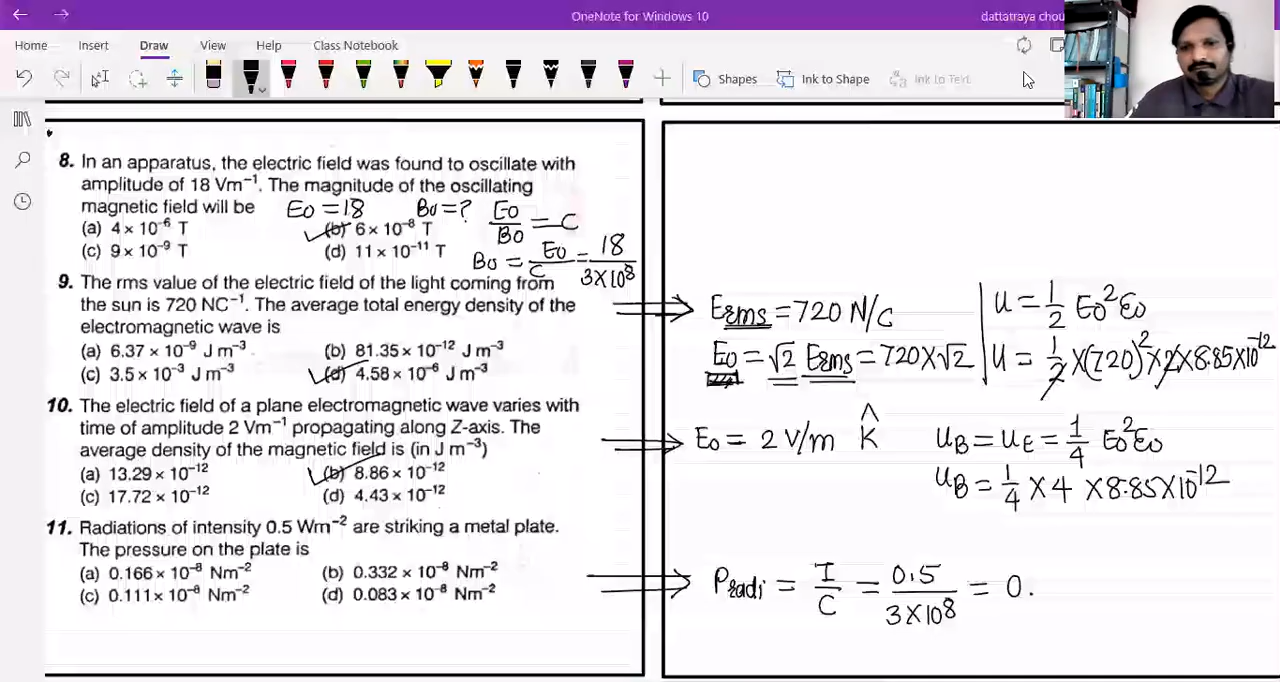 OneNote for Windows 10
dattatraya chou
Home Insert Draw View Help Class Notebook
Shapes Ink to Shape Ink to Text
8. In an apparatus, the electric field was found to oscillate with
amplitude of 18 Vm⁻¹. The magnitude of the oscillating
magnetic field will be E₀ = 18 B₀ = ?
(a) 4 × 10⁻⁶ T (b) 6 × 10⁻⁸ T
(c) 9 × 10⁻⁹ T (d) 11 × 10⁻¹¹ T
E₀/B₀ = C
B₀ = E₀/C = 18/3×10⁸
9. The rms value of the electric field of the light coming from
the sun is 720 NC⁻¹. The average total energy density of the
electromagnetic wave is
(a) 6.37 × 10⁻⁹ J m⁻³ (b) 81.35 × 10⁻¹² J m⁻³
(c) 3.5 × 10⁻³ J m⁻³ (d) 4.58 × 10⁻⁶ J m⁻³
10. The electric field of a plane electromagnetic wave varies with
time of amplitude 2 Vm⁻¹ propagating along Z-axis. The
average density of the magnetic field is (in J m⁻³)
(a) 13.29 × 10⁻¹² (b) 8.86 × 10⁻¹²
(c) 17.72 × 10⁻¹² (d) 4.43 × 10⁻¹²
11. Radiations of intensity 0.5 Wm⁻² are striking a metal plate.
The pressure on the plate is
(a) 0.166 × 10⁻⁸ Nm⁻² (b) 0.332 × 10⁻⁸ Nm⁻²
(c) 0.111 × 10⁻⁸ Nm⁻² (d) 0.083 × 10⁻⁸ Nm⁻²
Erms = 720 N/C
E₀ = √2 Erms = 720×√2
u = 1/2 E₀²ε₀
u = 1/2 ×(720)²×2×8.85×10⁻¹²
E₀ = 2 V/m k̂
uB = uE = 1/4 E₀²ε₀
uB = 1/4 × 4 × 8.85×10⁻¹²
Pradi = I/C = 0.5/3×10⁸ = 0.